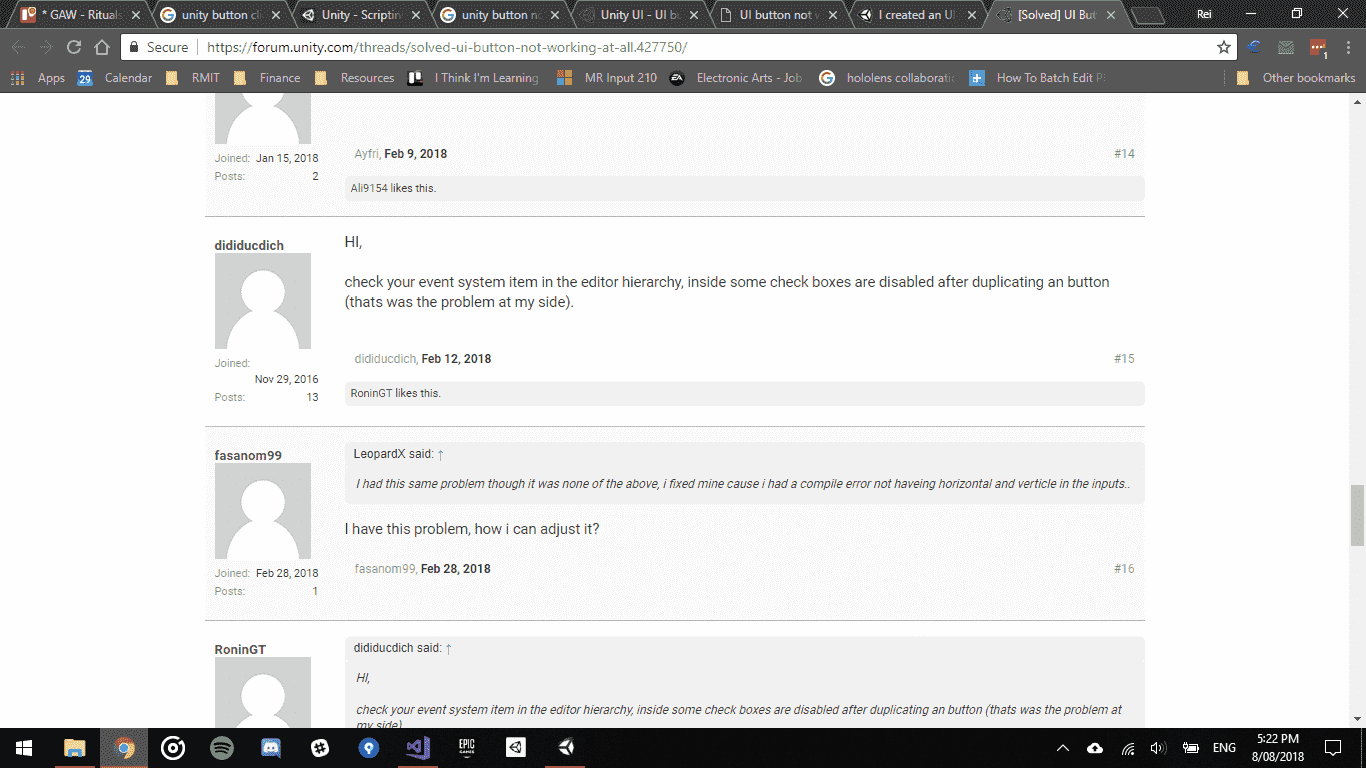 * GAW - Rituals
unity button cli
Unity - Scripting
unity button no
Unity UI - UI bu
UI button not w
I created an UI
[Solved] UI But
Rei
Secure
https://forum.unity.com/threads/solved-ui-button-not-working-at-all.427750/
Apps
29
Calendar
RMIT
Finance
Resources
I Think I'm Learning
MR Input 210
EA
Electronic Arts - Job
hololens collaboratio
How To Batch Edit P
Other bookmarks
1
Joined: Jan 15, 2018
Posts: 2
Ayfri, Feb 9, 2018
#14
Ali9154 likes this.
dididucdich
Joined:
Nov 29, 2016
Posts: 13
HI,
check your event system item in the editor hierarchy, inside some check boxes are disabled after duplicating an button
(thats was the problem at my side).
dididucdich, Feb 12, 2018
#15
RoninGT likes this.
fasanom99
Joined: Feb 28, 2018
Posts: 1
LeopardX said: ↑
I had this same problem though it was none of the above, i fixed mine cause i had a compile error not haveing horizontal and verticle in the inputs..
I have this problem, how i can adjust it?
fasanom99, Feb 28, 2018
#16
RoninGT
dididucdich said: ↑
HI,
check your event system item in the editor hierarchy, inside some check boxes are disabled after duplicating an button (thats was the problem at
my side).
EPIC
GAMES
ENG
5:22 PM
8/08/2018